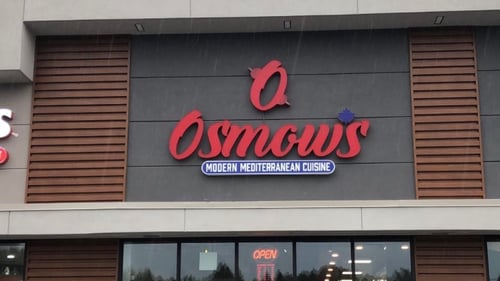 O
Osmow's
MODERN MEDITERRANEAN CUISINE
OPEN